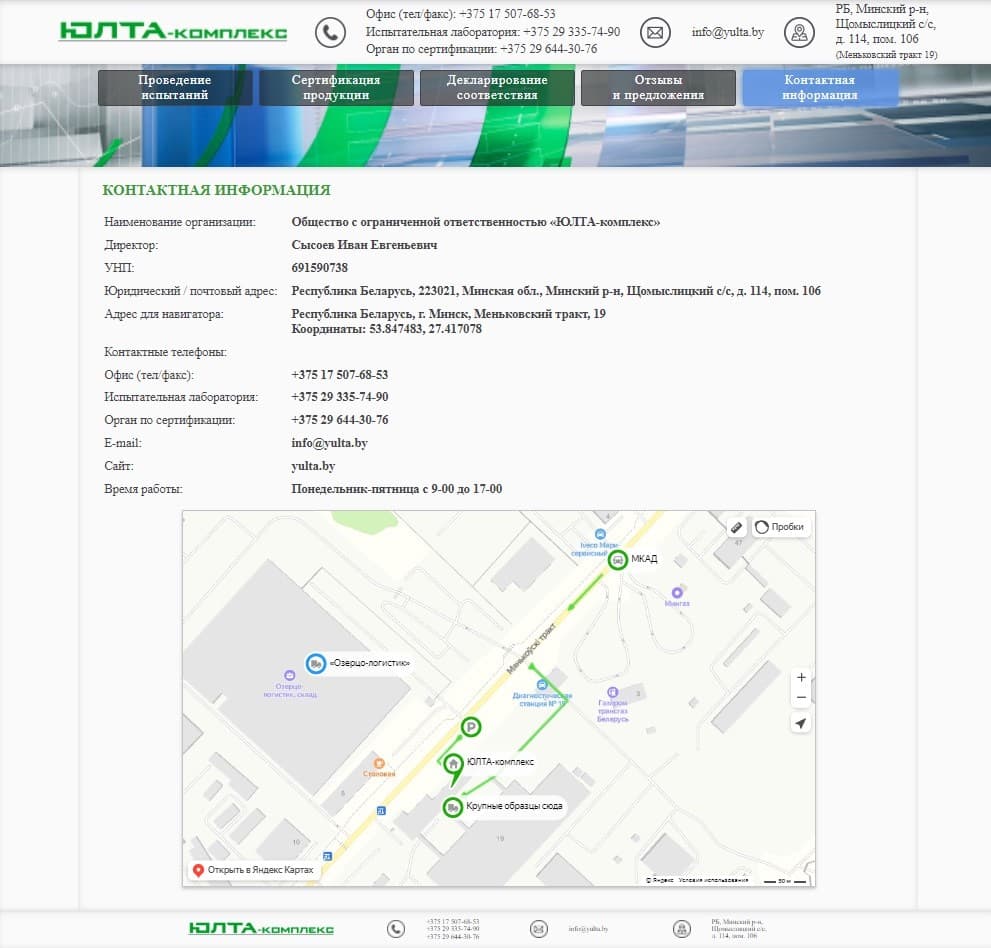 ЮЛТА-комплекс
Офис (тел/факс): +375 17 507-68-53
Испытательная лаборатория: +375 29 335-74-90
Орган по сертификации: +375 29 644-30-76
info@yulta.by
РБ, Минский р-н,
Щомыслицкий с/с,
д. 114, пом. 106
(Меньковский тракт 19)
Проведение
испытаний
Сертификация
продукции
Декларирование
соответствия
Отзывы
и предложения
Контактная
информация
КОНТАКТНАЯ ИНФОРМАЦИЯ
Наименование организации: Общество с ограниченной ответственностью «ЮЛТА-комплекс»
Директор: Сысоев Иван Евгеньевич
УНП: 691590738
Юридический / почтовый адрес: Республика Беларусь, 223021, Минская обл., Минский р-н, Щомыслицкий с/с, д. 114, пом. 106
Адрес для навигатора: Республика Беларусь, г. Минск, Меньковский тракт, 19
Координаты: 53.847483, 27.417078
Контактные телефоны:
Офис (тел/факс): +375 17 507-68-53
Испытательная лаборатория: +375 29 335-74-90
Орган по сертификации: +375 29 644-30-76
E-mail: info@yulta.by
Сайт: yulta.by
Время работы: Понедельник-пятница с 9-00 до 17-00
Пробки
47
Iveco Мерк-
сервисный
МКАД
Мингаз
Менькоўскі тракт
«Озерцо-логистик»
Озерцо-
логистик, склад
Диагностическая
станция № 19
3
Газпром
трансгаз
Беларусь
P
ЮЛТА-комплекс
Столовая
Крупные образцы сюда
6
10
19
Открыть в Яндекс Картах
© Яндекс Условия использования
50 м
ЮЛТА-комплекс
+375 17 507-68-53
+375 29 335-74-90
+375 29 644-30-76
info@yulta.by
РБ, Минский р-н,
Щомыслицкий с/с,
д. 114, пом. 106